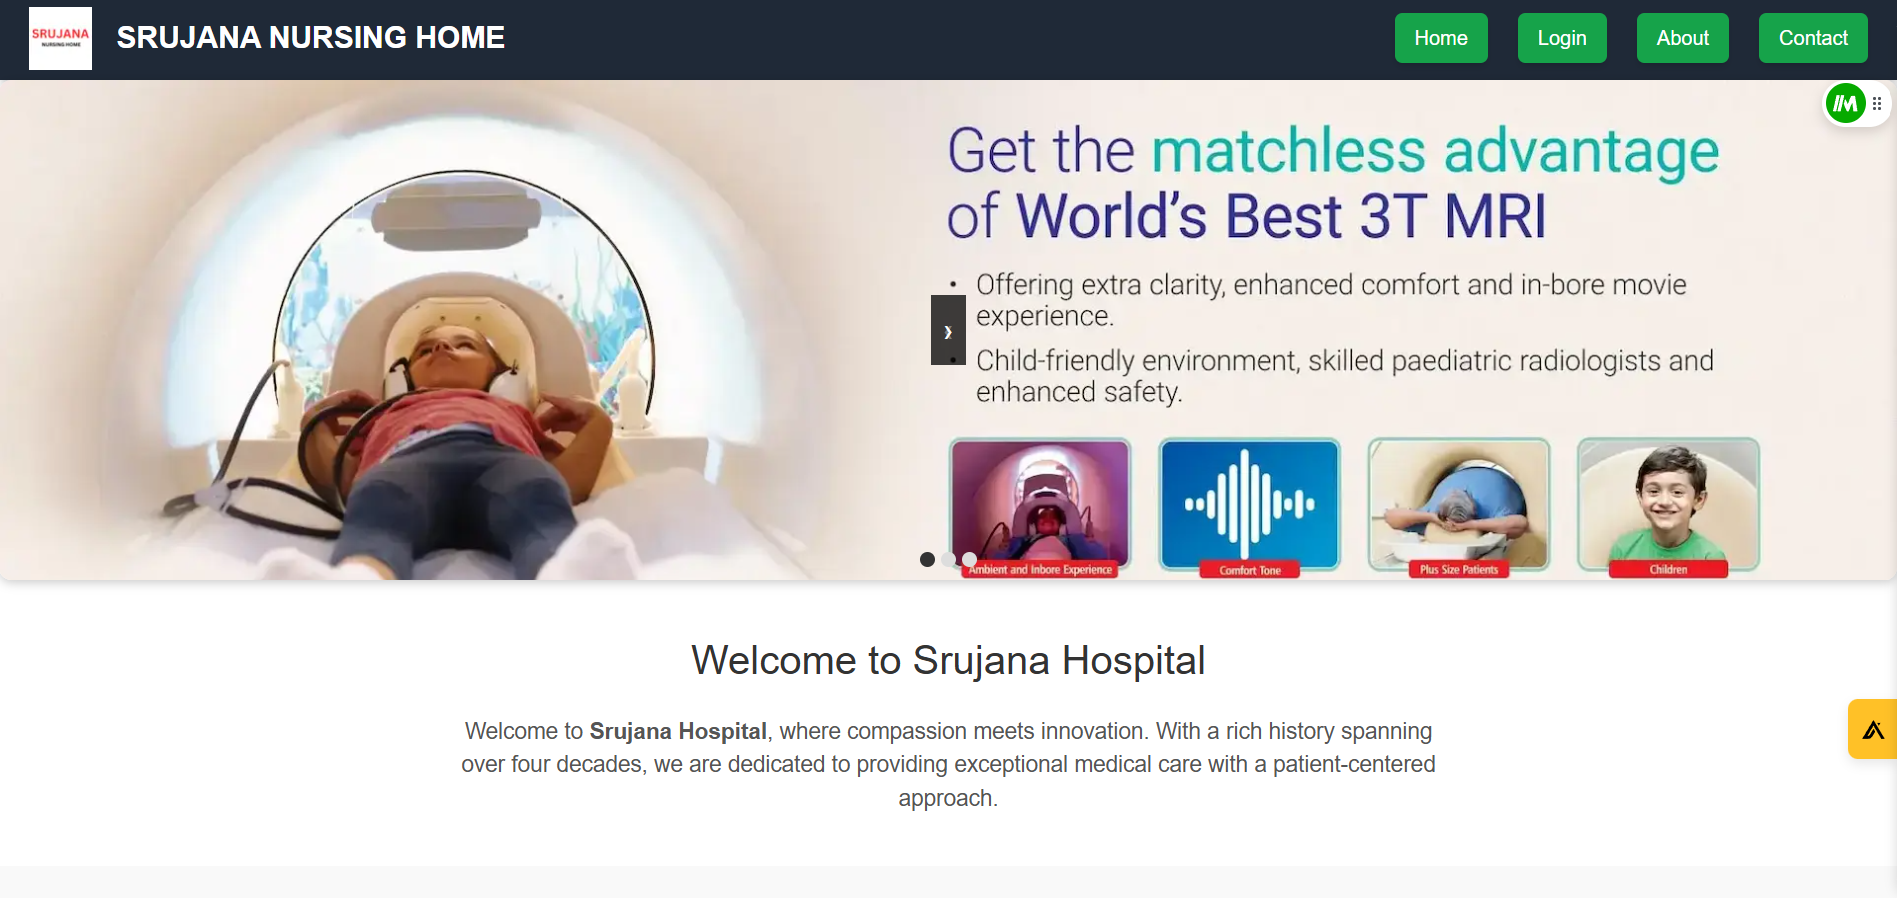 SRUJANA
NURSING HOME
SRUJANA NURSING HOME
Home
Login
About
Contact
Get the matchless advantage
of World's Best 3T MRI
• Offering extra clarity, enhanced comfort and in-bore movie
experience.
• Child-friendly environment, skilled paediatric radiologists and
enhanced safety.
Ambient and Inbore Experience
Comfort Tone
Plus Size Patients
Children
Welcome to Srujana Hospital
Welcome to Srujana Hospital, where compassion meets innovation. With a rich history spanning
over four decades, we are dedicated to providing exceptional medical care with a patient-centered
approach.